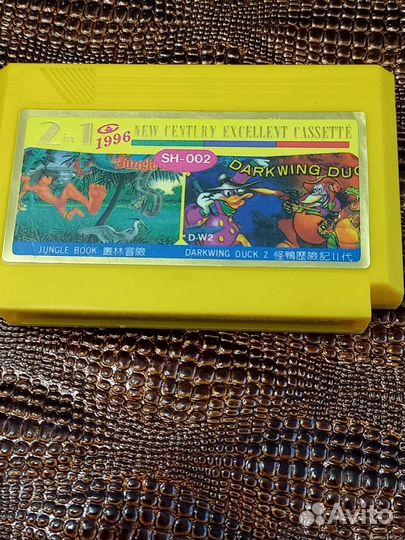 2 in 1 1996 NEW CENTURY EXCELLENT CASSETTE
Jungle SH-002 DARKWING DUC
D-W2
JUNGLE BOOK 叢林冒險 DARKWING DUCK 2 怪鴨歷險記II代
Avito